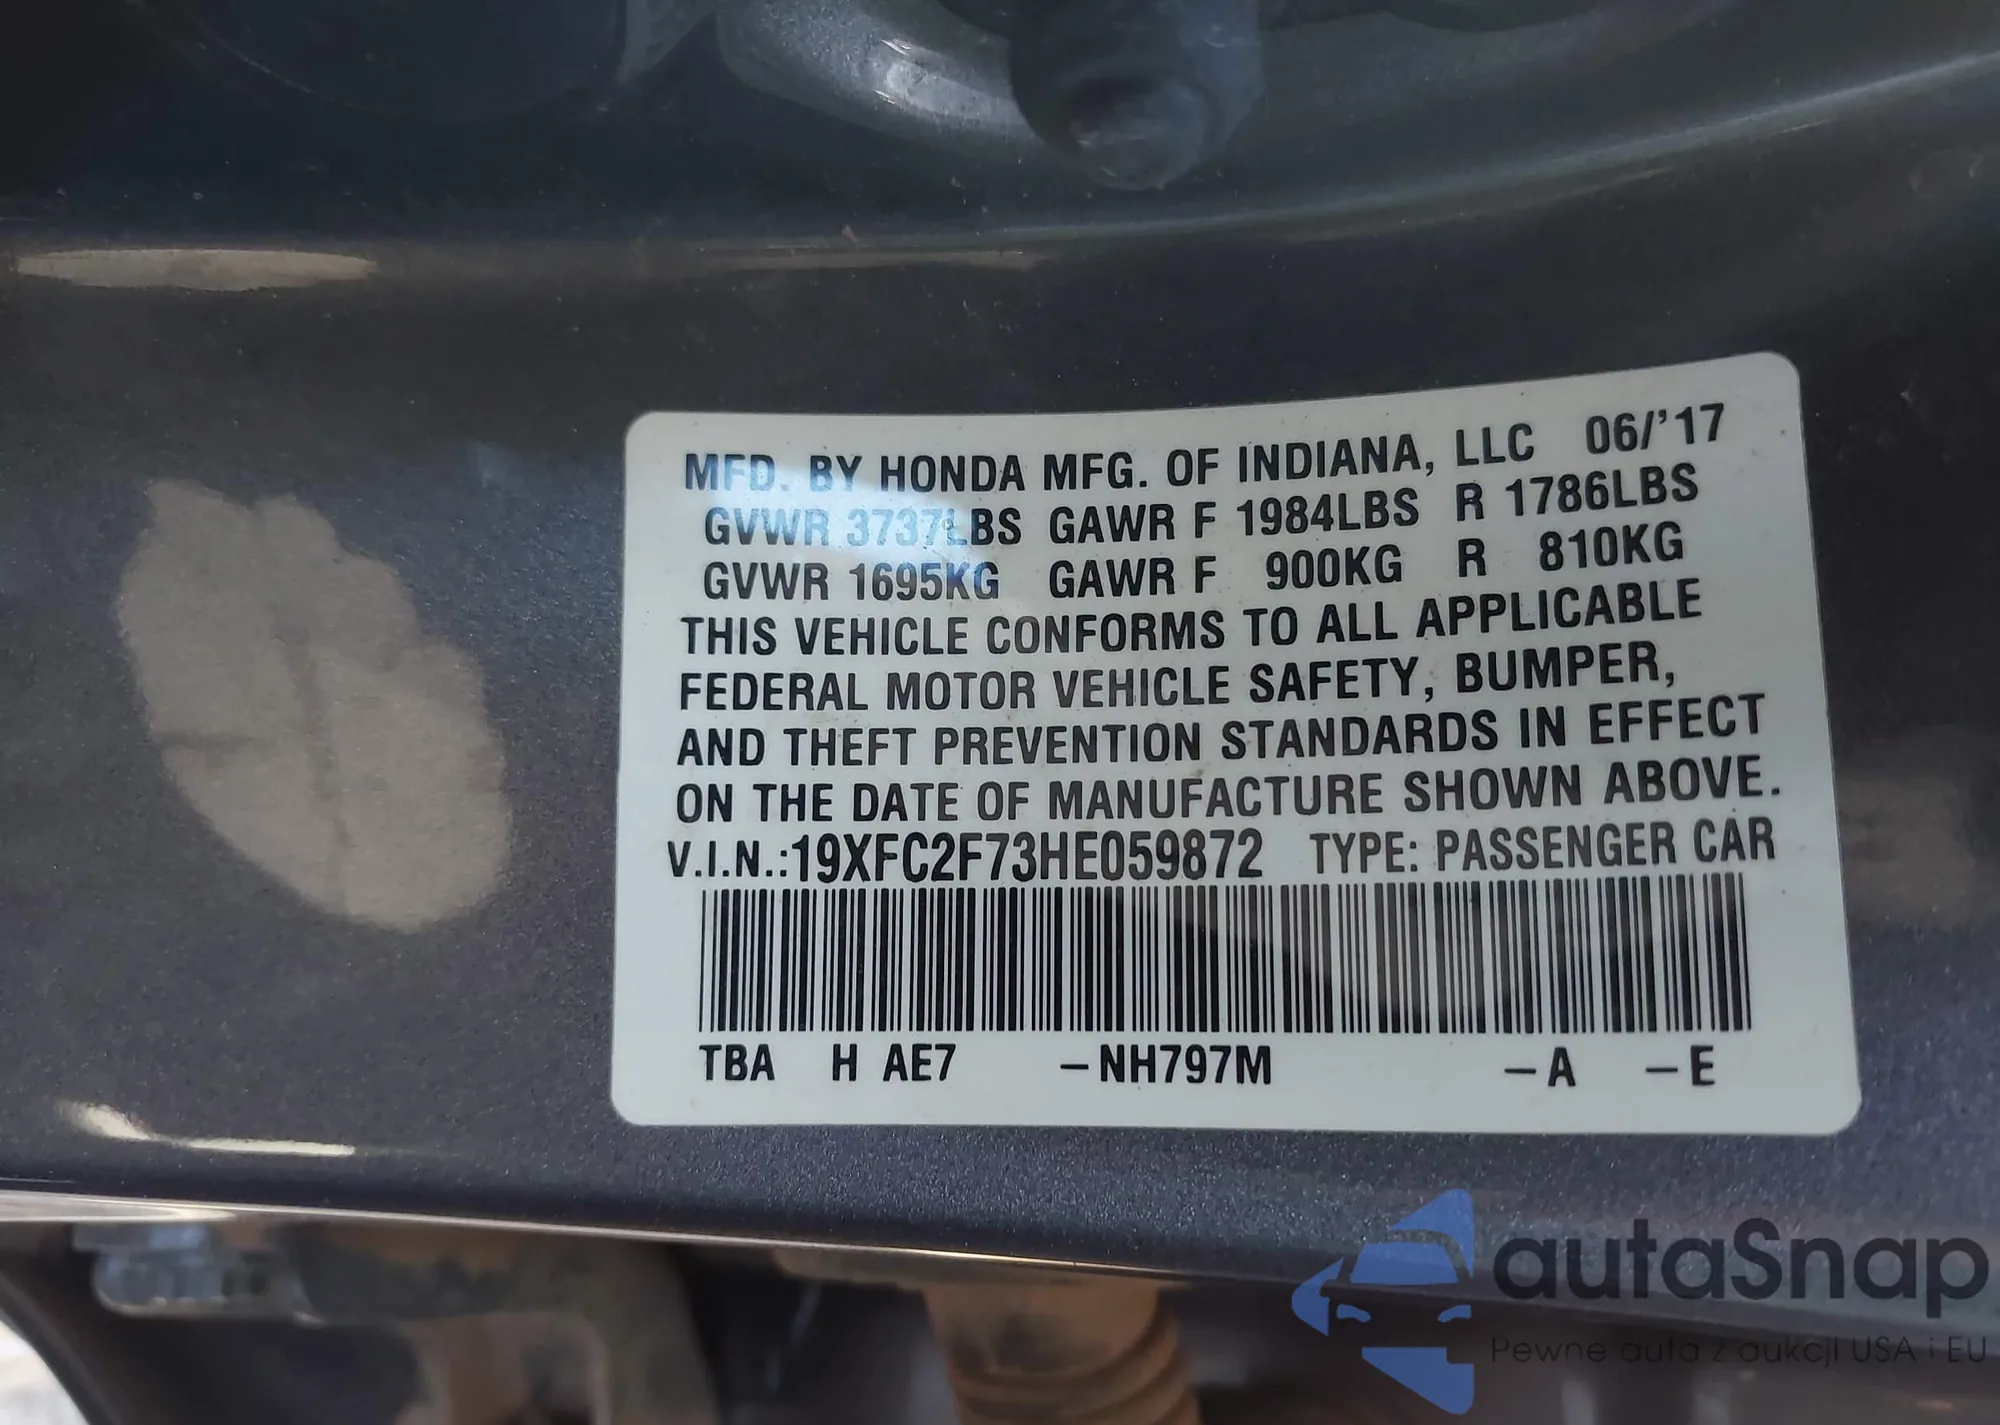 MFD. BY HONDA MFG. OF INDIANA, LLC 06/'17
GVWR 3737LBS GAWR F 1984LBS R 1786LBS
GVWR 1695KG GAWR F 900KG R 810KG
THIS VEHICLE CONFORMS TO ALL APPLICABLE
FEDERAL MOTOR VEHICLE SAFETY, BUMPER,
AND THEFT PREVENTION STANDARDS IN EFFECT
ON THE DATE OF MANUFACTURE SHOWN ABOVE.
V.I.N.:19XFC2F73HE059872 TYPE: PASSENGER CAR
TBA H AE7 –NH797M –A –E
autaSnap
Pewne auta z aukcji USA i EU